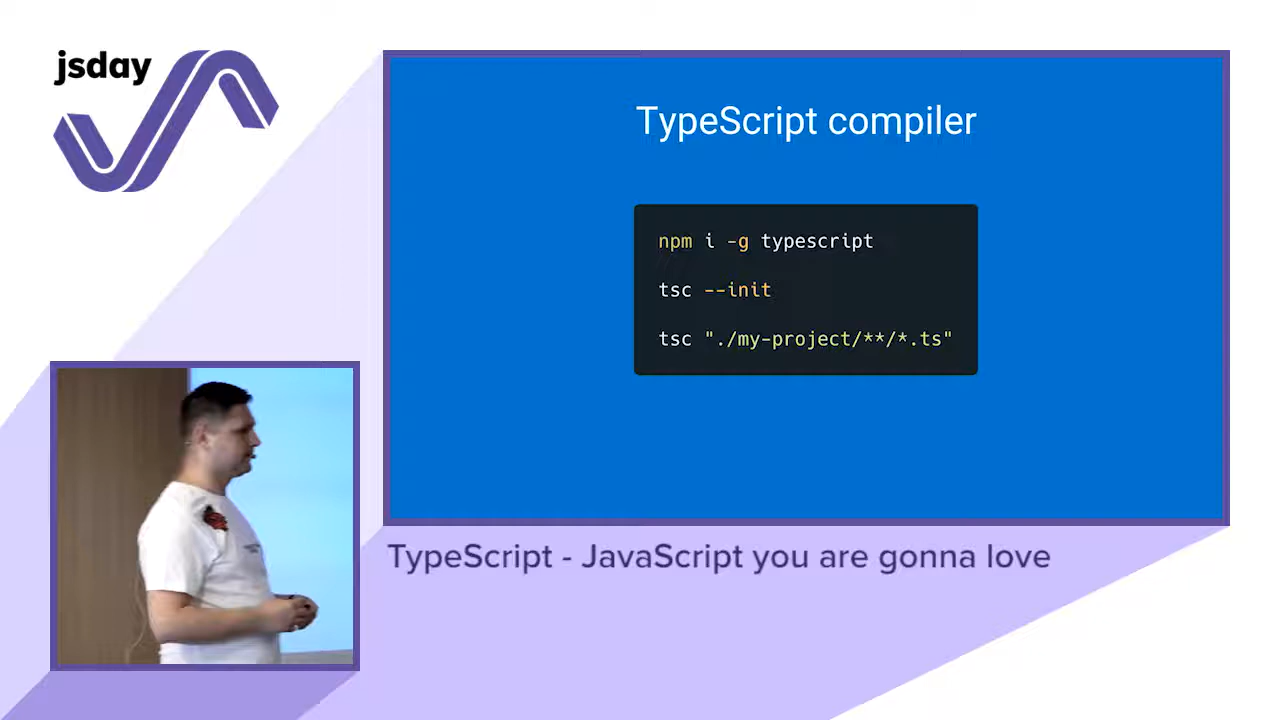 jsday
TypeScript compiler
npm i -g typescript
tsc --init
tsc "./my-project/**/*.ts"
TypeScript - JavaScript you are gonna love